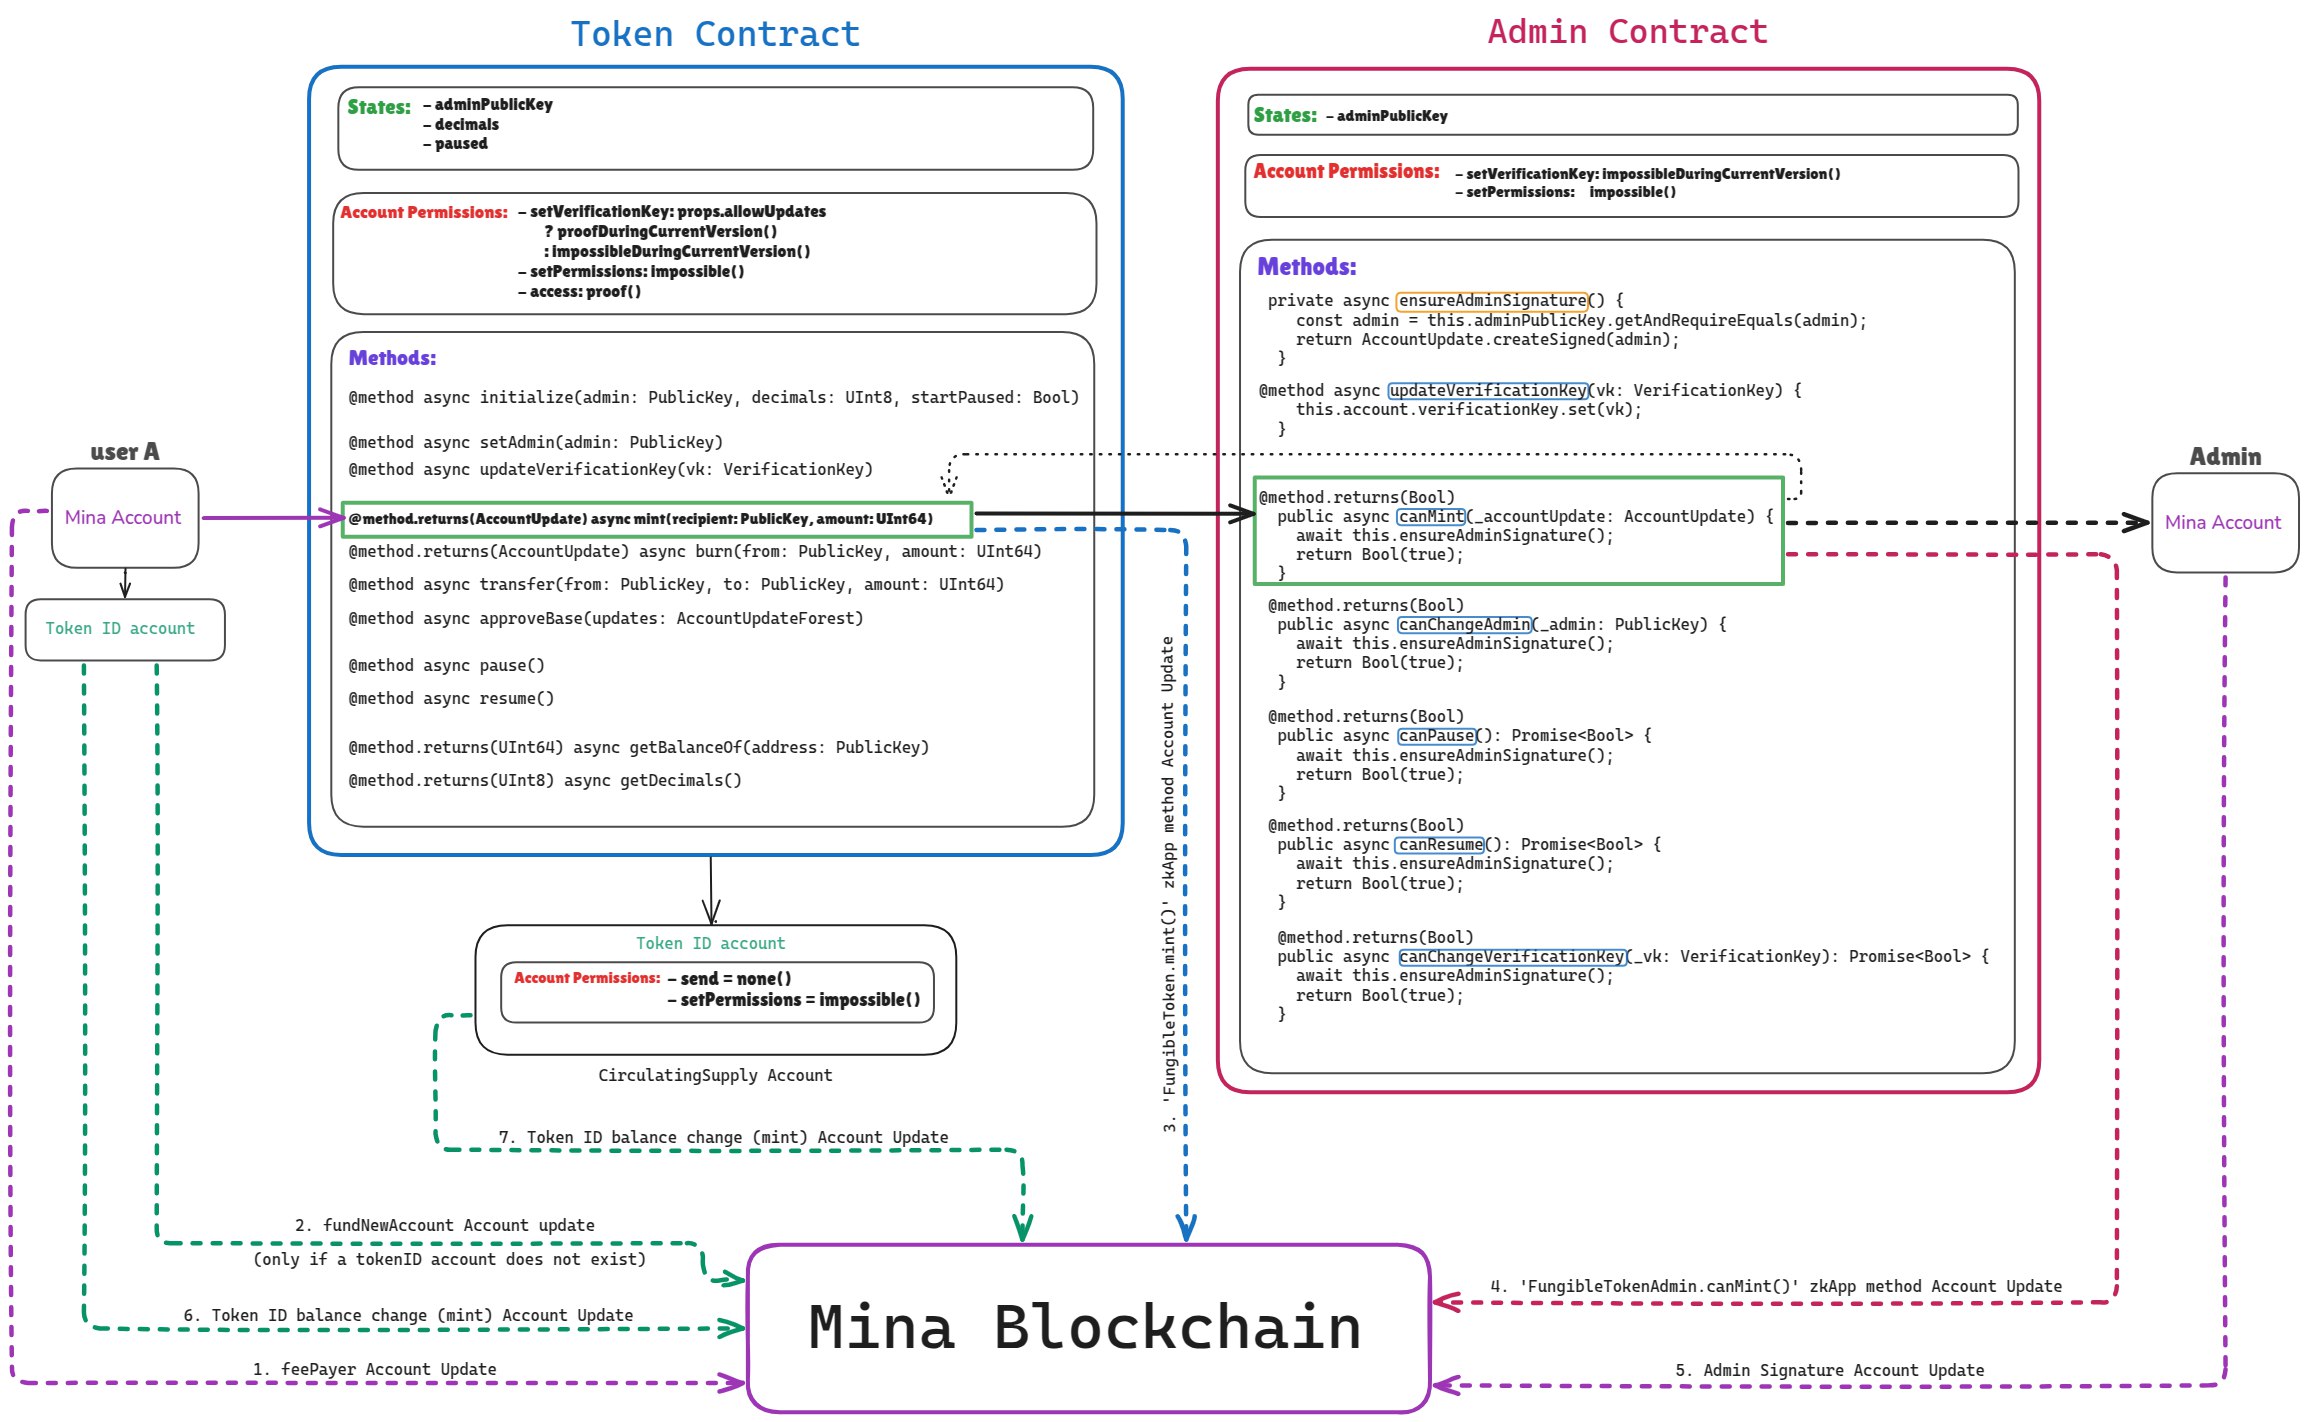 Token Contract
States: - adminPublicKey
- decimals
- paused
Account Permissions: - setVerificationKey: props.allowUpdates
? proofDuringCurrentVersion()
: impossibleDuringCurrentVersion()
- setPermissions: impossible()
- access: proof()
Methods:
@method async initialize(admin: PublicKey, decimals: UInt8, startPaused: Bool)
@method async setAdmin(admin: PublicKey)
@method async updateVerificationKey(vk: VerificationKey)
@method.returns(AccountUpdate) async mint(recipient: PublicKey, amount: UInt64)
@method.returns(AccountUpdate) async burn(from: PublicKey, amount: UInt64)
@method async transfer(from: PublicKey, to: PublicKey, amount: UInt64)
@method async approveBase(updates: AccountUpdateForest)
@method async pause()
@method async resume()
@method.returns(UInt64) async getBalanceOf(address: PublicKey)
@method.returns(UInt8) async getDecimals()
user A
Mina Account
Token ID account
Token ID account
Account Permissions: - send = none()
- setPermissions = impossible()
CirculatingSupply Account
Admin Contract
States: - adminPublicKey
Account Permissions: - setVerificationKey: impossibleDuringCurrentVersion()
- setPermissions: impossible()
Methods:
private async ensureAdminSignature() {
const admin = this.adminPublicKey.getAndRequireEquals(admin);
return AccountUpdate.createSigned(admin);
}
@method async updateVerificationKey(vk: VerificationKey) {
this.account.verificationKey.set(vk);
}
@method.returns(Bool)
public async canMint(_accountUpdate: AccountUpdate) {
await this.ensureAdminSignature();
return Bool(true);
}
@method.returns(Bool)
public async canChangeAdmin(_admin: PublicKey) {
await this.ensureAdminSignature();
return Bool(true);
}
@method.returns(Bool)
public async canPause(): Promise<Bool> {
await this.ensureAdminSignature();
return Bool(true);
}
@method.returns(Bool)
public async canResume(): Promise<Bool> {
await this.ensureAdminSignature();
return Bool(true);
}
@method.returns(Bool)
public async canChangeVerificationKey(_vk: VerificationKey): Promise<Bool> {
await this.ensureAdminSignature();
return Bool(true);
}
Admin
Mina Account
3. 'FungibleToken.mint()' zkApp method Account Update
7. Token ID balance change (mint) Account Update
2. fundNewAccount Account update
(only if a tokenID account does not exist)
6. Token ID balance change (mint) Account Update
1. feePayer Account Update
4. 'FungibleTokenAdmin.canMint()' zkApp method Account Update
5. Admin Signature Account Update
Mina Blockchain